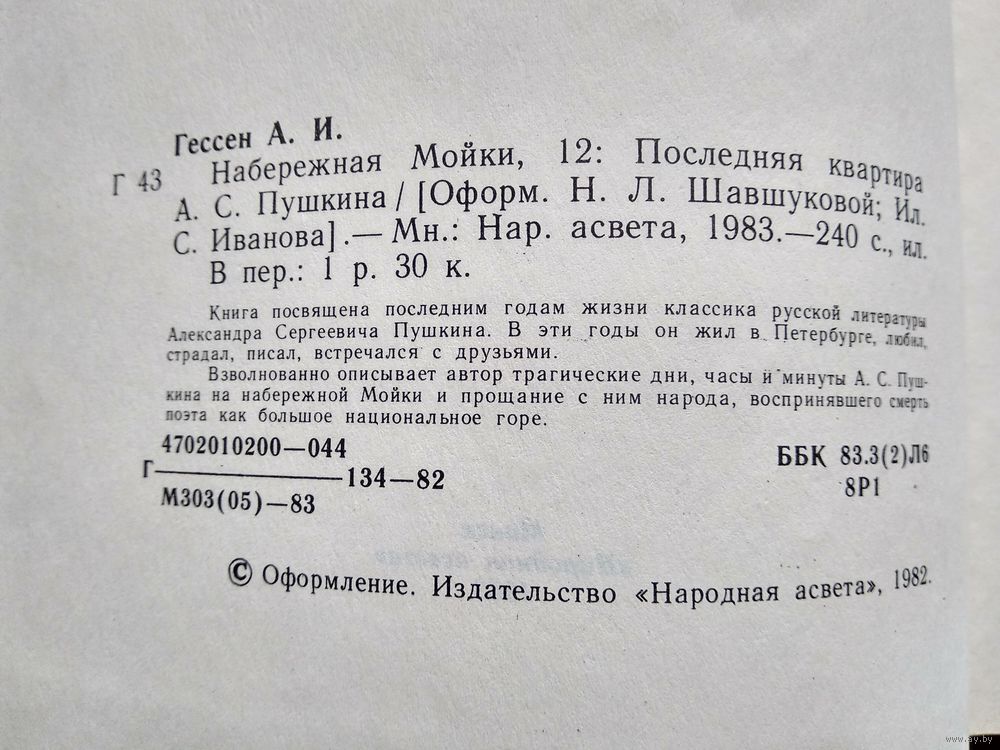 Гессен А. И.
Г 43 Набережная Мойки, 12: Последняя квартира
А. С. Пушкина / [Оформ. Н. Л. Шавшуковой; Ил.
С. Иванова].— Мн.: Нар. асвета, 1983.—240 с., ил.
В пер.: 1 р. 30 к.
Книга посвящена последним годам жизни классика русской литературы
Александра Сергеевича Пушкина. В эти годы он жил в Петербурге, любил,
страдал, писал, встречался с друзьями.
Взволнованно описывает автор трагические дни, часы и минуты А. С. Пуш-
кина на набережной Мойки и прощание с ним народа, воспринявшего смерть
поэта как большое национальное горе.
4702010200—044
Г 134—82
М303(05)—83
ББК 83.3(2)Л6
8Р1
© Оформление. Издательство «Народная асвета», 1982.
www.ay.by